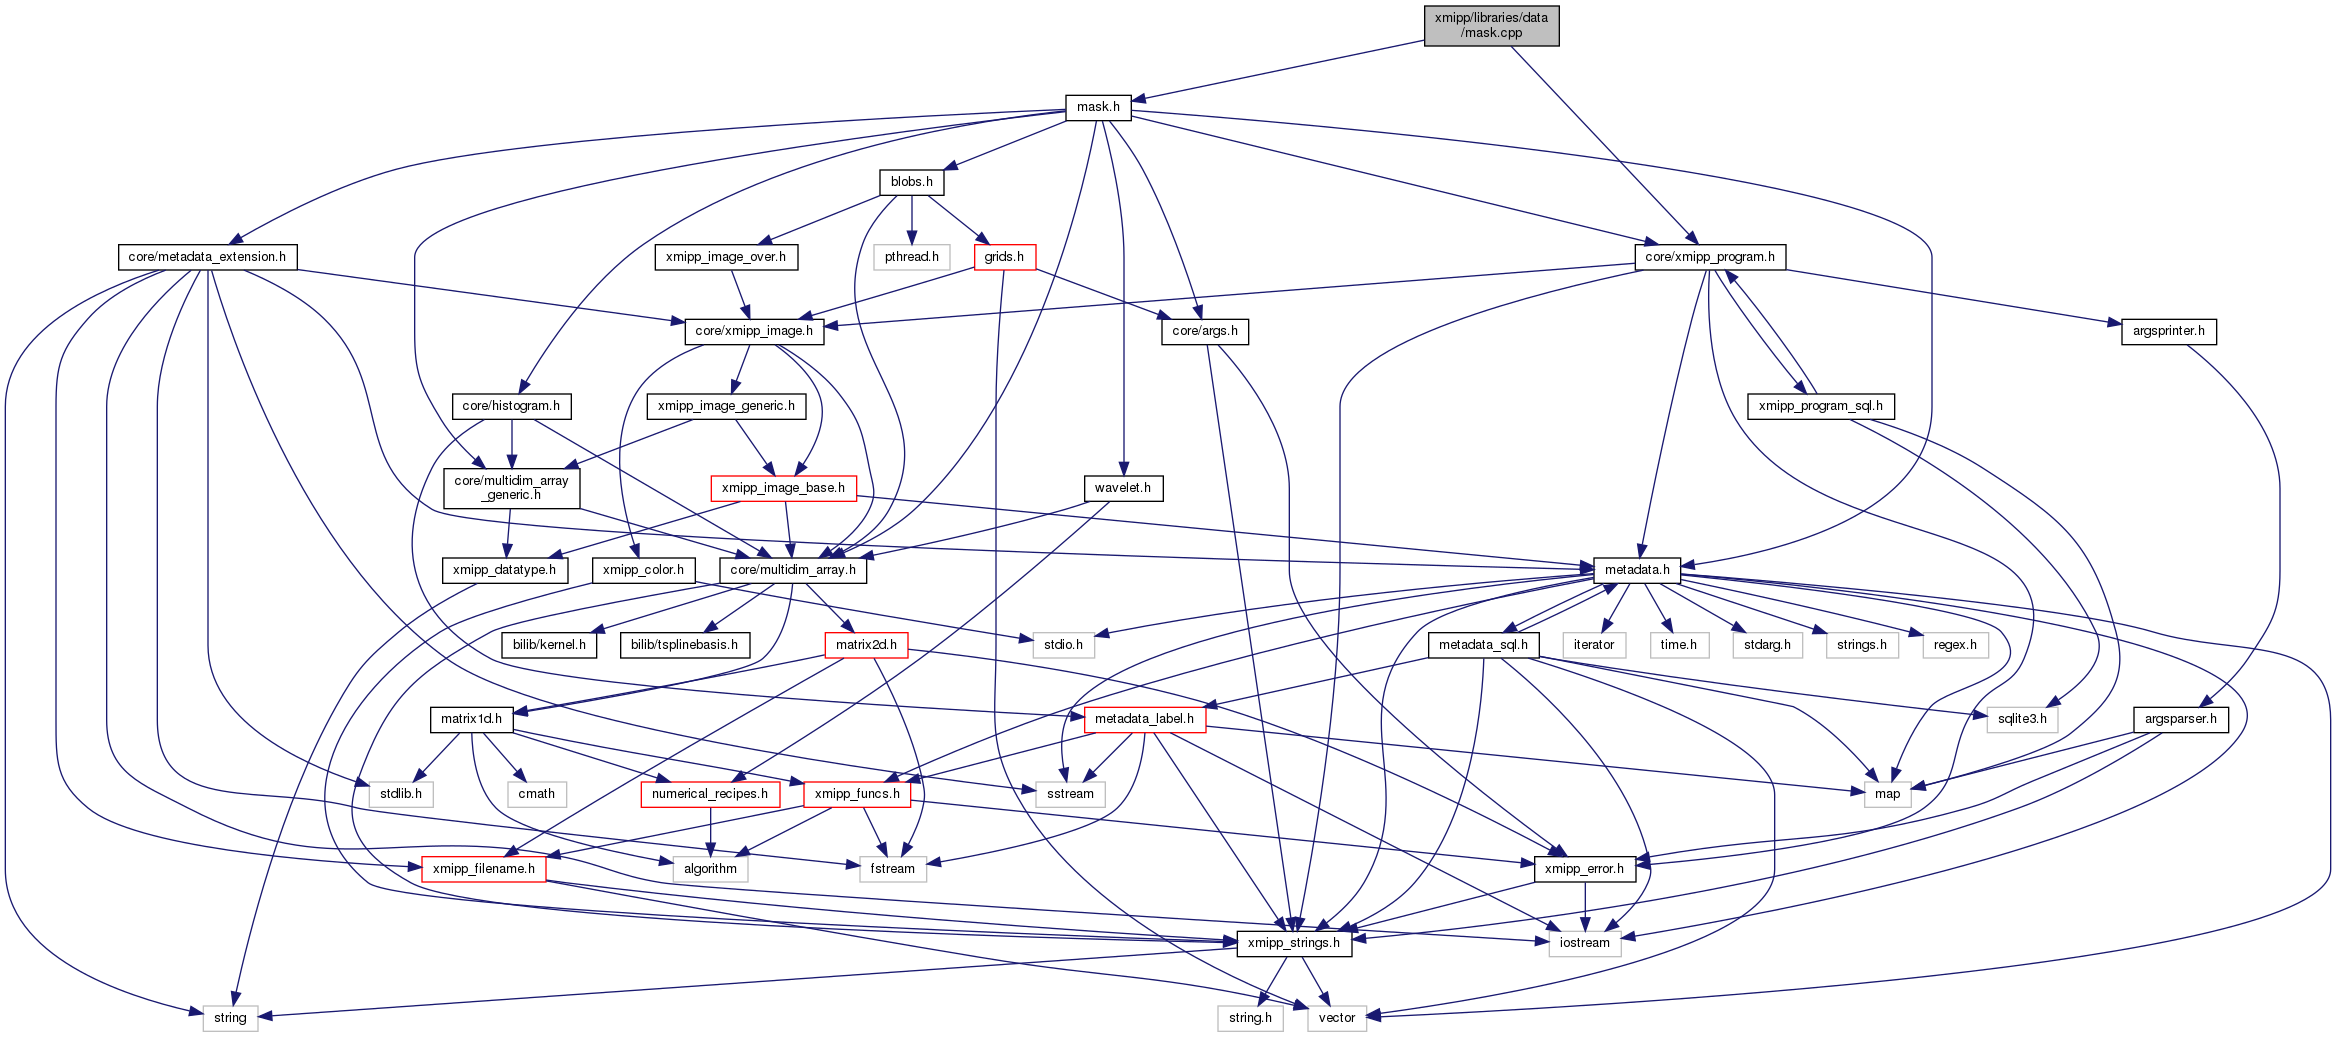 xmipp/libraries/data
/mask.cpp
mask.h
blobs.h
core/metadata_extension.h
xmipp_image_over.h
pthread.h
grids.h
core/xmipp_program.h
core/xmipp_image.h
core/args.h
argsprinter.h
core/histogram.h
xmipp_image_generic.h
xmipp_program_sql.h
core/multidim_array
_generic.h
xmipp_image_base.h
wavelet.h
xmipp_datatype.h
xmipp_color.h
core/multidim_array.h
metadata.h
bilib/kernel.h
bilib/tsplinebasis.h
matrix2d.h
stdio.h
metadata_sql.h
iterator
time.h
stdarg.h
strings.h
regex.h
matrix1d.h
metadata_label.h
sqlite3.h
argsparser.h
stdlib.h
cmath
numerical_recipes.h
xmipp_funcs.h
sstream
map
xmipp_filename.h
algorithm
fstream
xmipp_error.h
xmipp_strings.h
iostream
string
string.h
vector